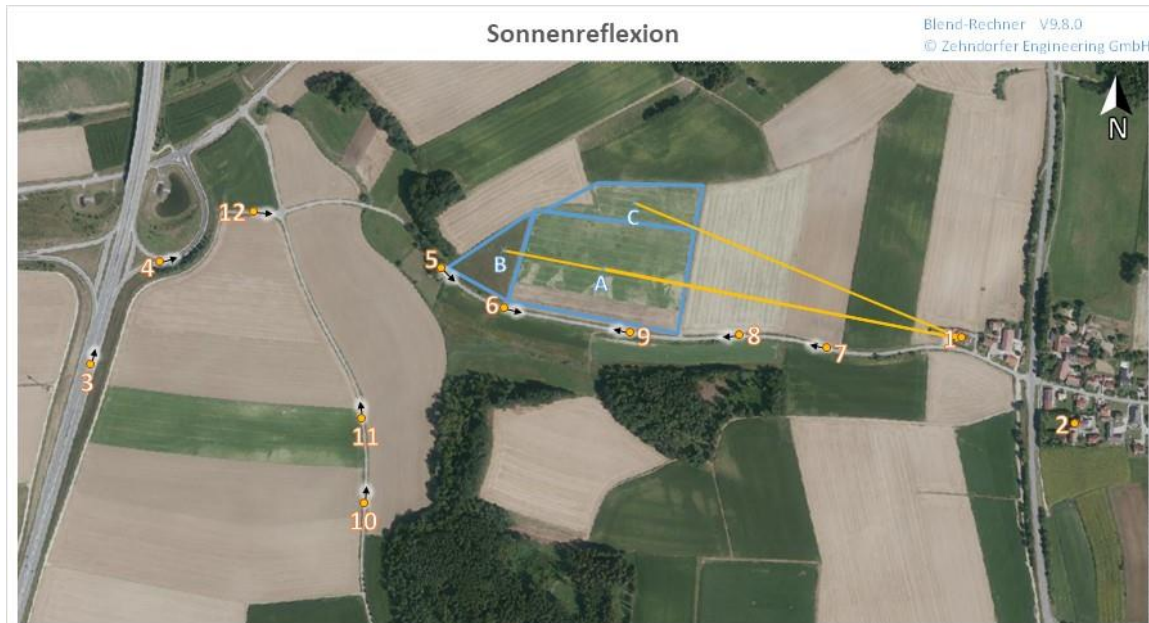 Sonnenreflexion
Blend-Rechner V9.8.0
© Zehndorfer Engineering GmbH
N
C
12
B
5
4
A
6
9
8
7
1
3
11
2
10